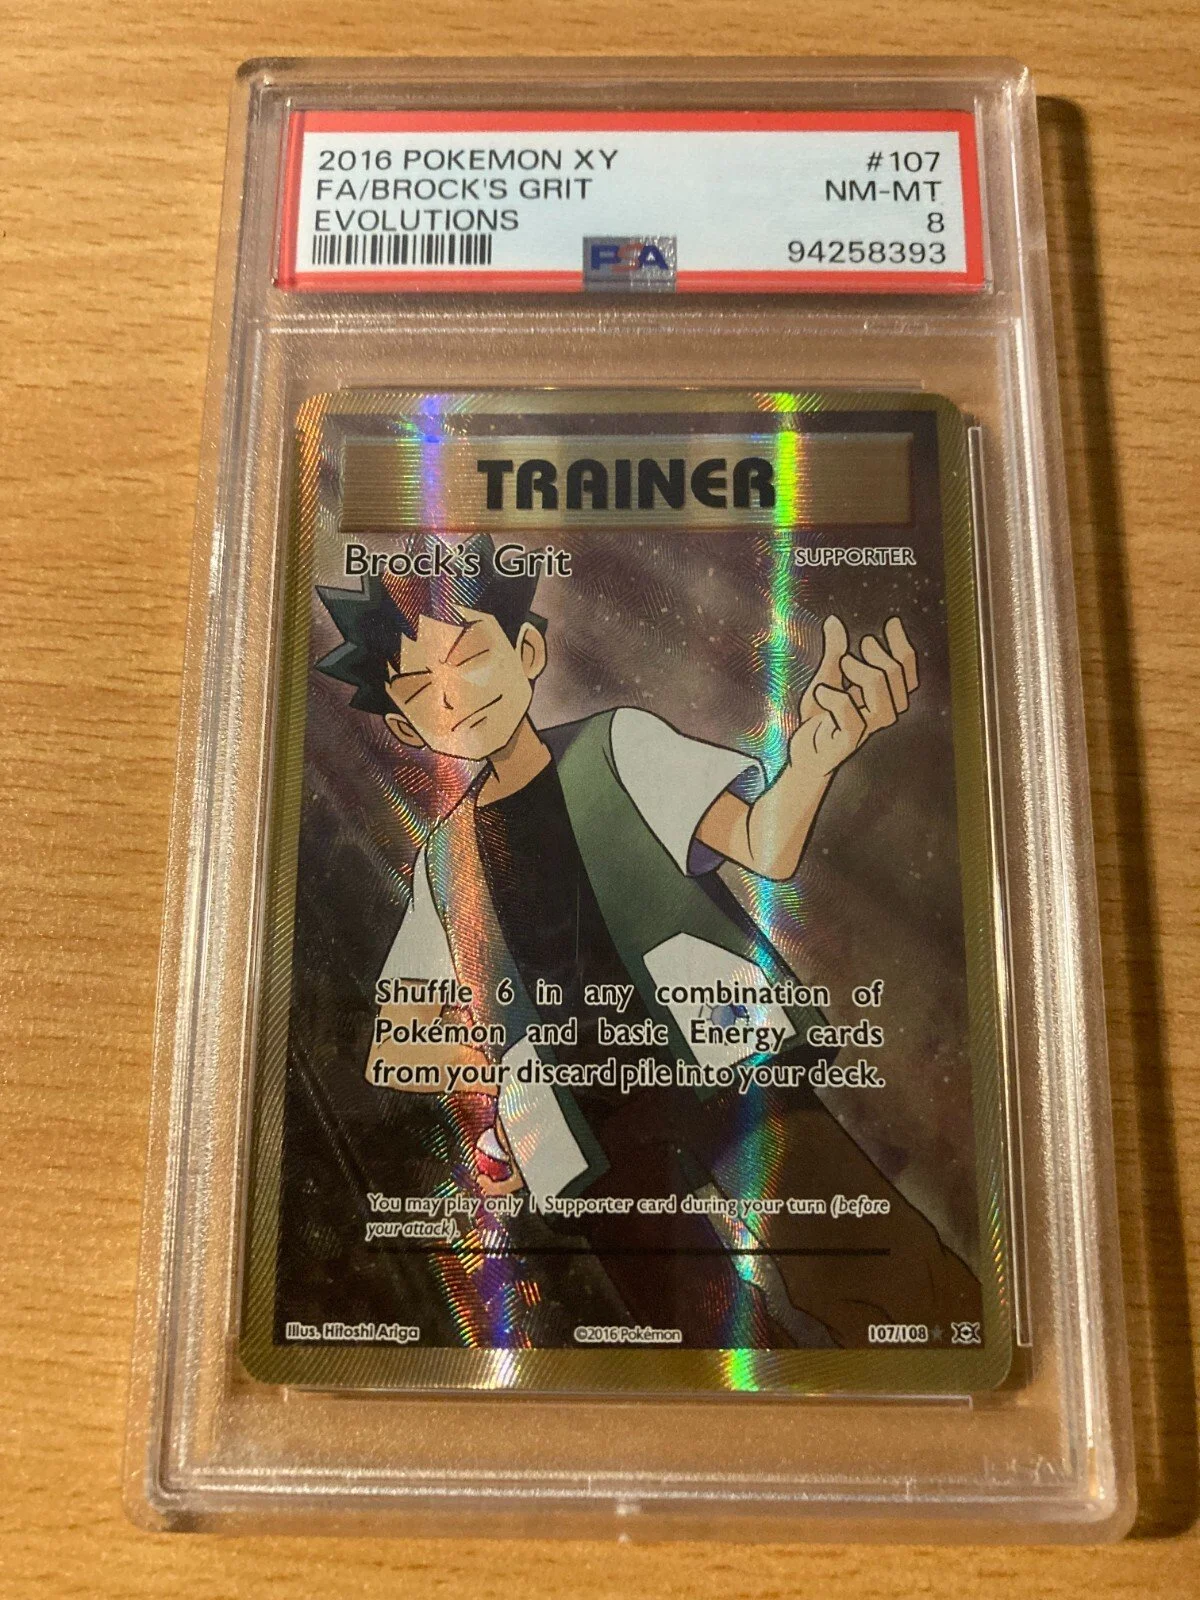 2016 POKEMON XY #107
FA/BROCK'S GRIT NM-MT
EVOLUTIONS 8
PSA 94258393
TRAINER
Brock's Grit SUPPORTER
Shuffle 6 in any combination of
Pokémon and basic Energy cards
from your discard pile into your deck.
You may play only 1 Supporter card during your turn (before
your attack).
Illus. Hitoshi Ariga ©2016 Pokémon 107/108